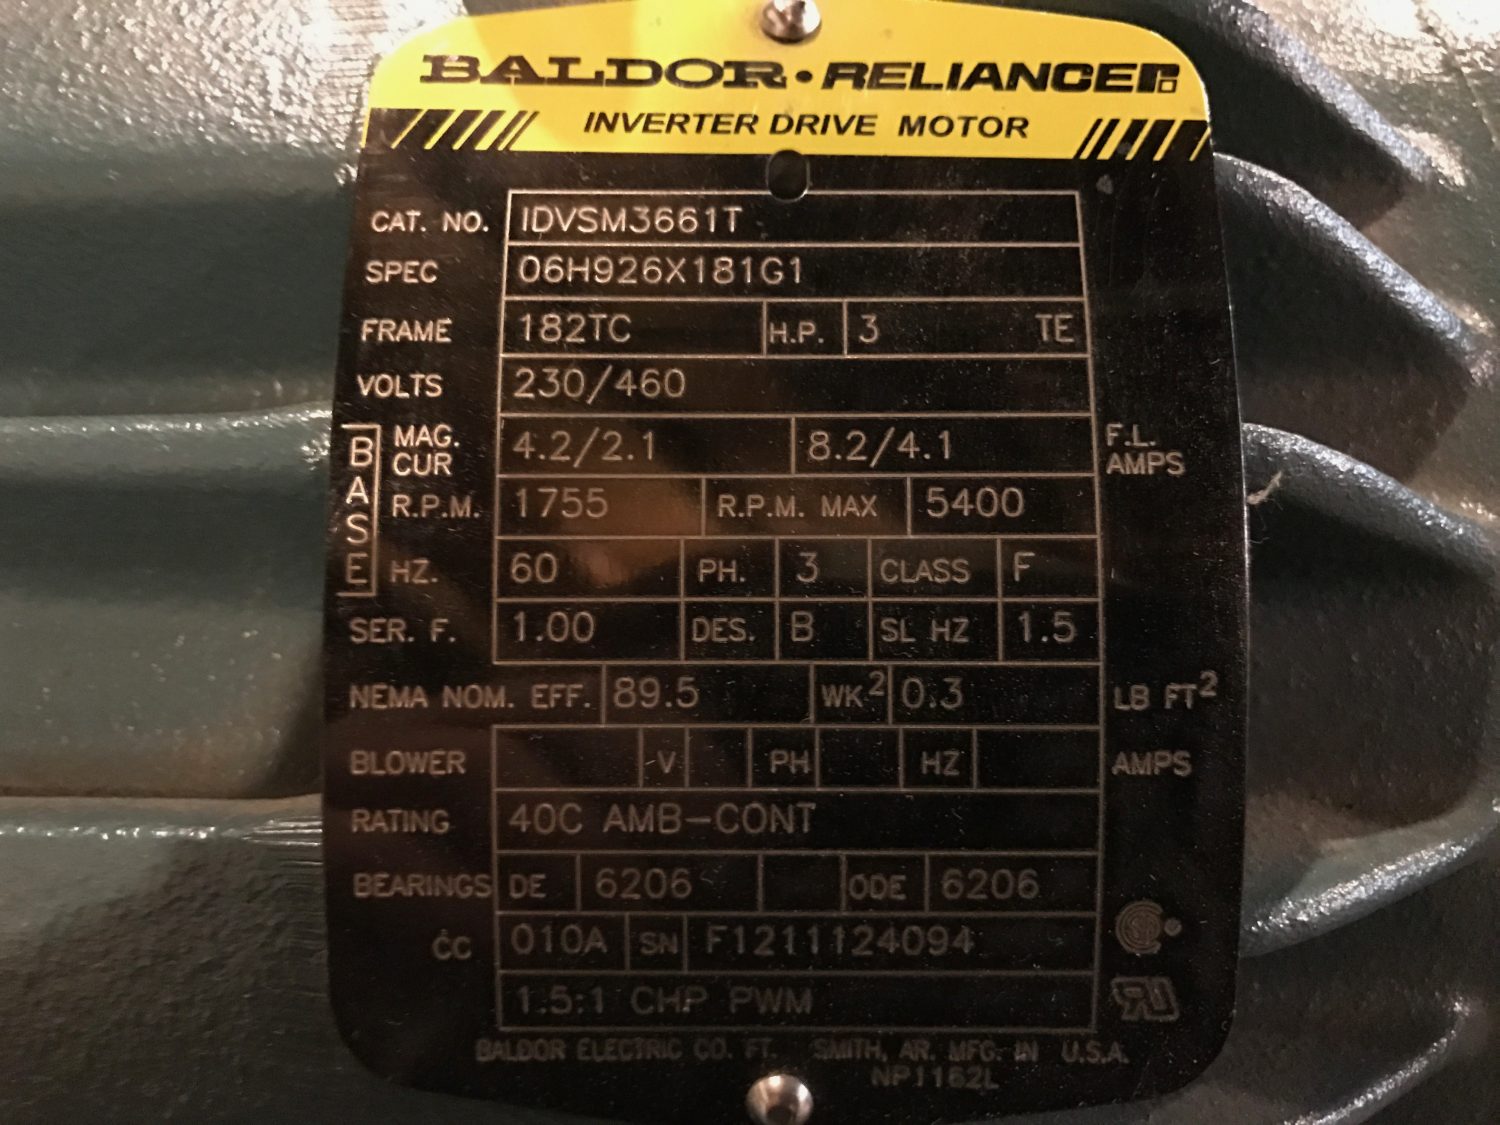 BALDOR • RELIANCER
INVERTER DRIVE MOTOR
CAT. NO. IDVSM3661T
SPEC 06H926X181G1
FRAME 182TC H.P. 3 TE
VOLTS 230/460
BASE
MAG. CUR 4.2/2.1 8.2/4.1 F.L. AMPS
R.P.M. 1755 R.P.M. MAX 5400
HZ. 60 PH. 3 CLASS F
SER. F. 1.00 DES. B SL HZ 1.5
NEMA NOM. EFF. 89.5 WK² 0.3 LB FT²
BLOWER V PH HZ AMPS
RATING 40C AMB-CONT
BEARINGS DE 6206 ODE 6206
CC 010A SN F1211124094
1.5:1 CHP PWM
BALDOR ELECTRIC CO. FT. SMITH, AR. MFG. IN U.S.A.
NP1162L